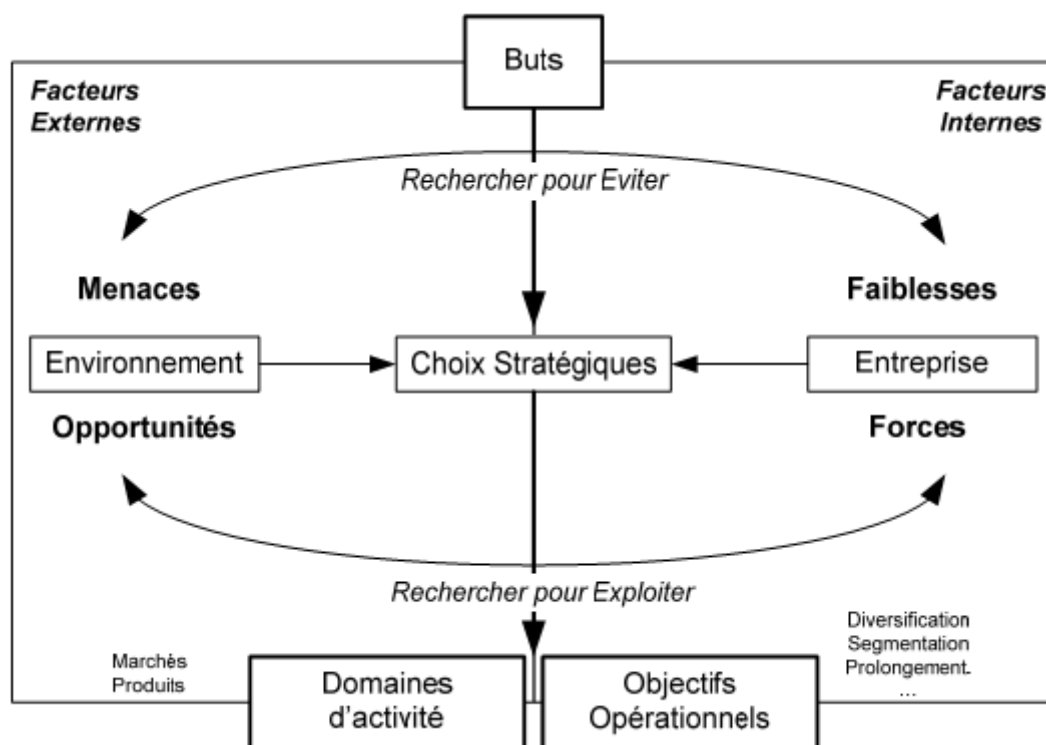 Buts
Facteurs
Externes
Facteurs
Internes
Rechercher pour Eviter
Menaces
Faiblesses
Environnement
Choix Stratégiques
Entreprise
Opportunités
Forces
Rechercher pour Exploiter
Marchés
Produits
Diversification
Segmentation
Prolongement.
...
Domaines
d'activité
Objectifs
Opérationnels